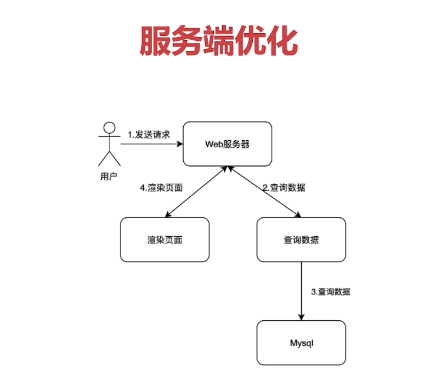 服务端优化
1.发送请求
Web服务器
用户
4.渲染页面
2.查询数据
渲染页面
查询数据
3.查询数据
Mysql